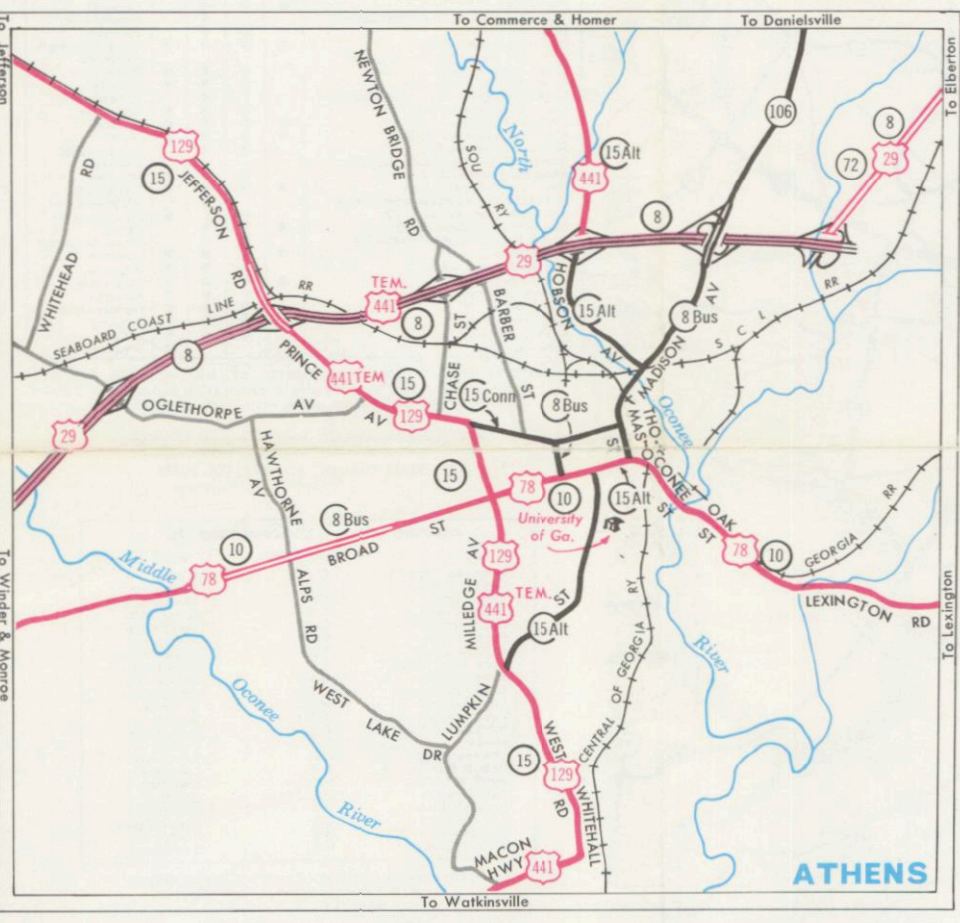 To Commerce & Homer
To Danielsville
To Jefferson
To Elberton
NEWTON BRIDGE RD
106
8
129
North
15 Alt
72
29
RD
15
JEFFERSON
SOU
441
RY
RD
8
WHITEHEAD
29
HOBSON
TEM.
RR
441
RR
BARBER
AV
SEABOARD COAST LINE
8
ST
15 Alt
8 Bus
S C L
8
PRINCE
AV
MADISON
441 TEM
15
CHASE
15 Conn
ST
8 Bus
OGLETHORPE AV
AV
129
THOMAS
Oconee
29
HAWTHORNE
AV
ST
OCONEE
15
78
10
15 Alt
ST
OAK
RR
8 Bus
ST
University
of Ga.
ST
10
BROAD
78
10
GEORGIA
Middle
AV
129
78
ALPS
RD
MILLEDGE
441
TEM.
ST
RY
LEXINGTON RD
15 Alt
To Winder & Monroe
To Lexington
River
CENTRAL OF GEORGIA
Oconee
WEST LAKE DR
LUMPKIN
WEST
15
129
WHITEHALL
RD
River
MACON
HWY
441
ATHENS
To Watkinsville